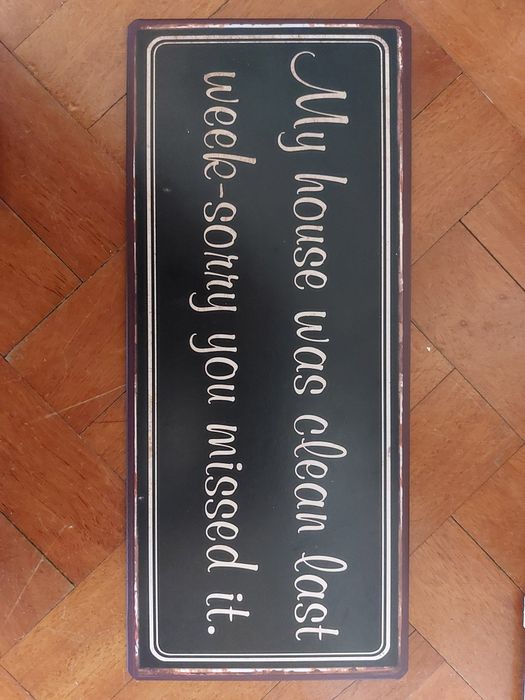 My house was clean last
week-sorry you missed it.